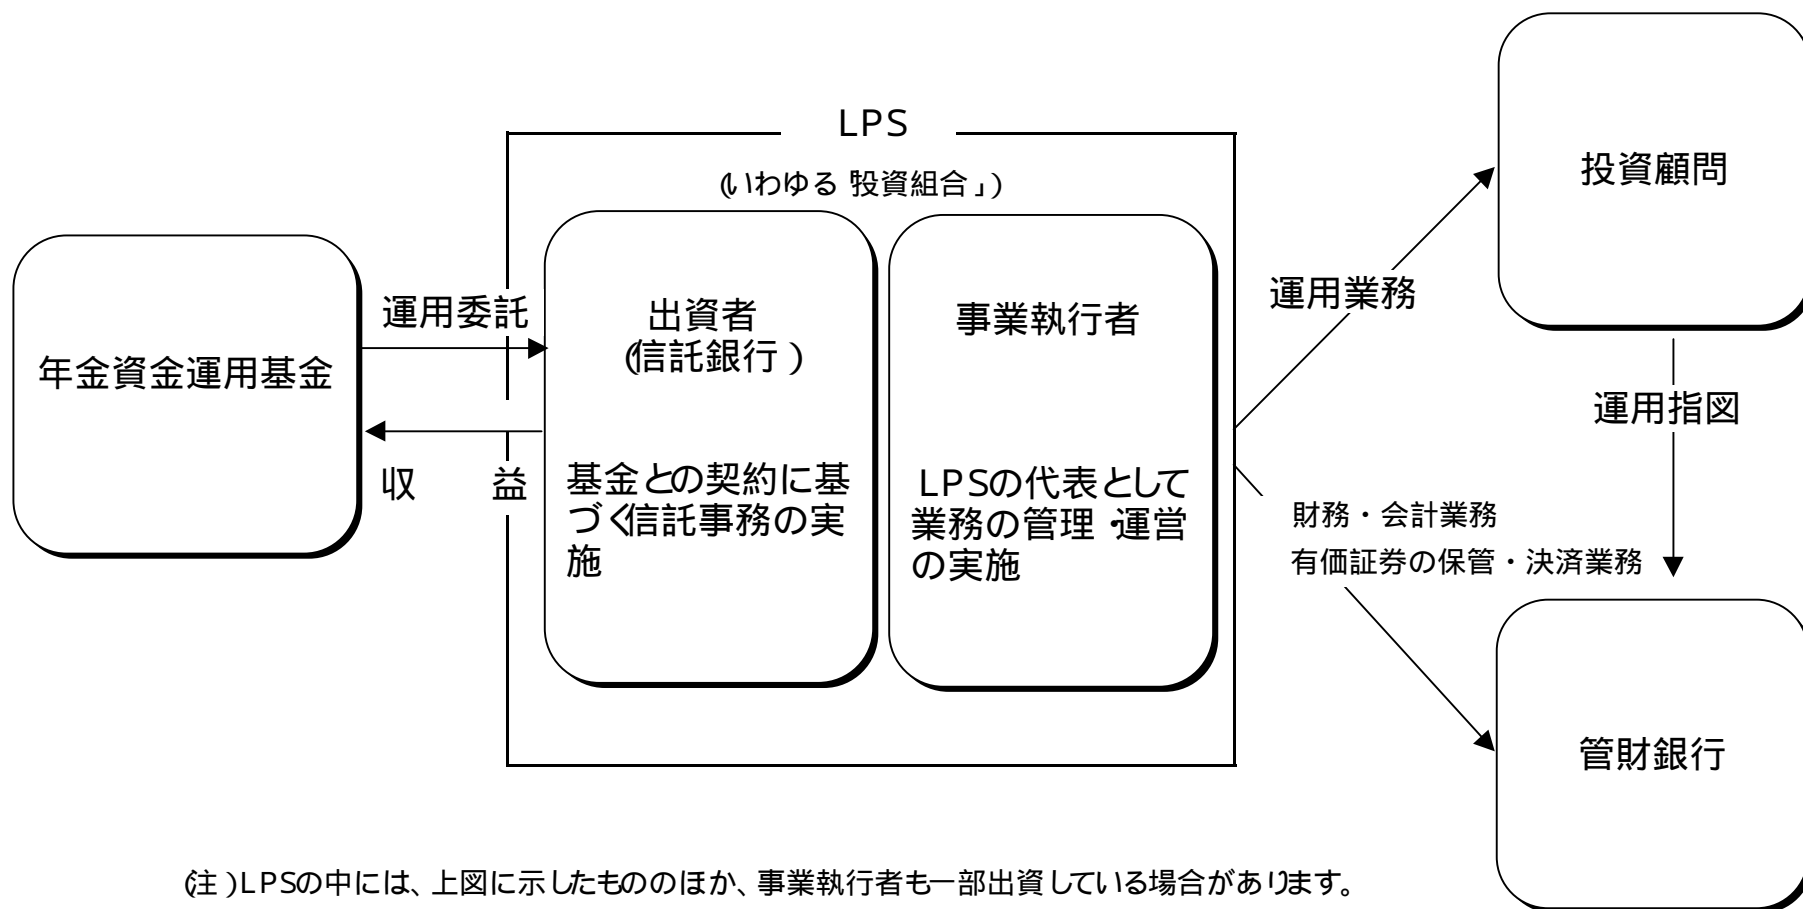 LPS
(いわゆる「投資組合」)
年金資金運用基金
運用委託
収　益
出資者
(信託銀行)
基金との契約に基
づく信託事務の実
施
事業執行者
LPSの代表として
業務の管理・運営
の実施
運用業務
投資顧問
運用指図
財務・会計業務
有価証券の保管・決済業務
管財銀行
(注)LPSの中には、上図に示したもののほか、事業執行者も一部出資している場合があります。